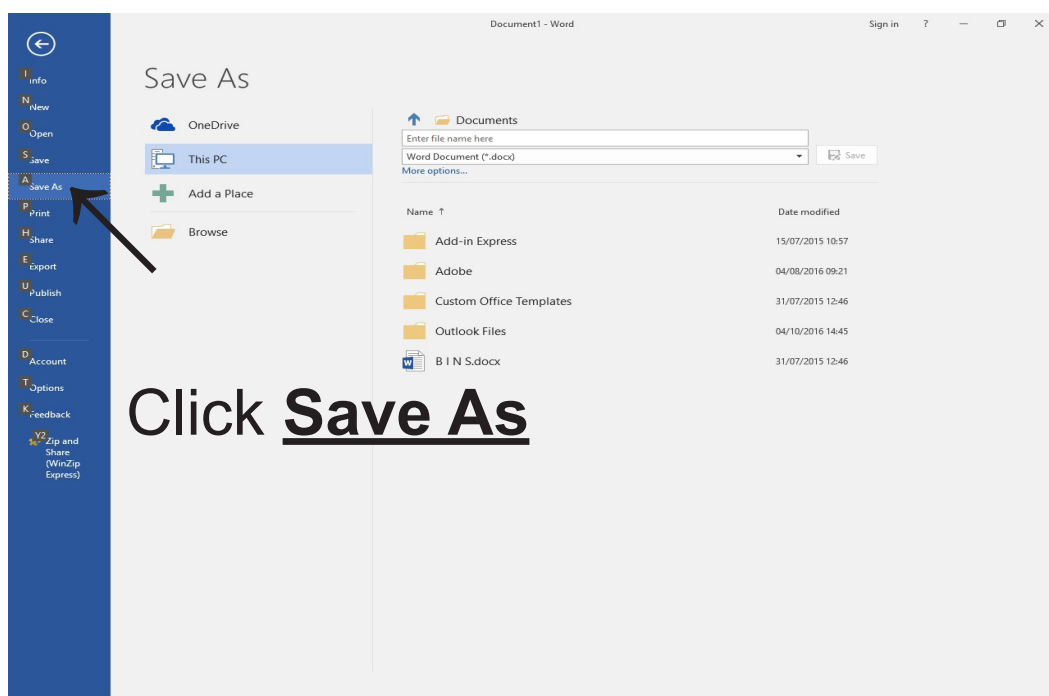 Document1 - Word
Sign in ?
I
Info
N
New
O
Open
S
Save
A
Save As
P
Print
H
Share
E
Export
U
Publish
C
Close
D
Account
T
Options
K
Feedback
Y2
Zip and
Share
(WinZip
Express)
Save As
OneDrive
This PC
Add a Place
Browse
Documents
Enter file name here
Word Document (*.docx)
Save
More options...
Name ↑ Date modified
Add-in Express 15/07/2015 10:57
Adobe 04/08/2016 09:21
Custom Office Templates 31/07/2015 12:46
Outlook Files 04/10/2016 14:45
B I N S.docx 31/07/2015 12:46
Click Save As